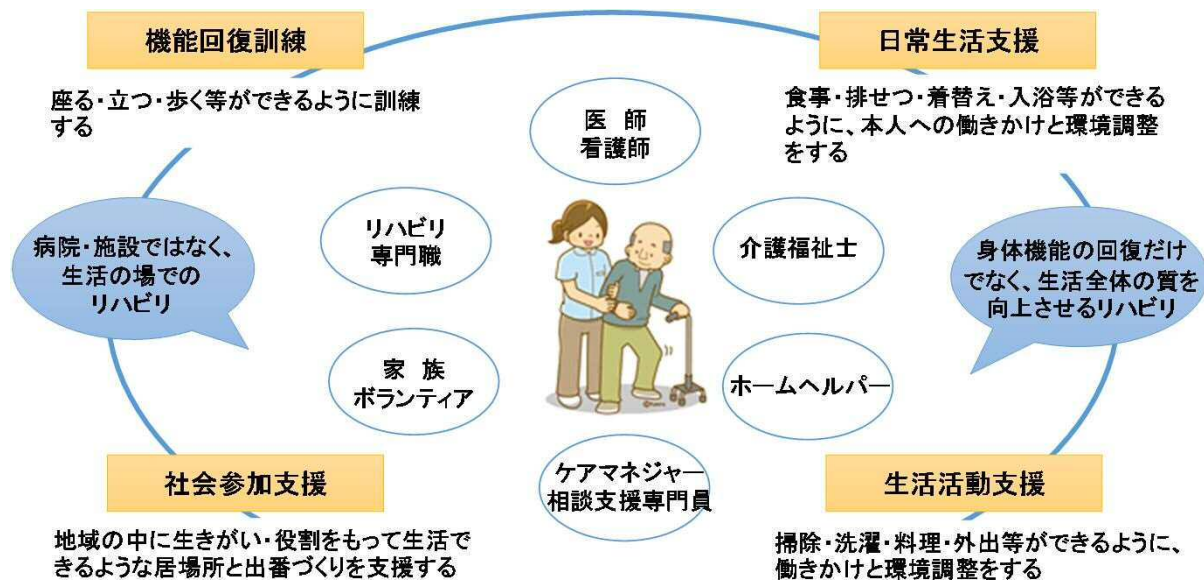 機能回復訓練
座る・立つ・歩く等ができるように訓練
する
日常生活支援
食事・排せつ・着替え・入浴等ができる
ように、本人への働きかけと環境調整
をする
医 師
看護師
リハビリ
専門職
介護福祉士
病院・施設ではなく、
生活の場での
リハビリ
身体機能の回復だけ
でなく、生活全体の質を
向上させるリハビリ
家 族
ボランティア
ホームヘルパー
ケアマネジャー
相談支援専門員
社会参加支援
地域の中に生きがい・役割をもって生活で
きるような居場所と出番づくりを支援する
生活活動支援
掃除・洗濯・料理・外出等ができるように、
働きかけと環境調整をする